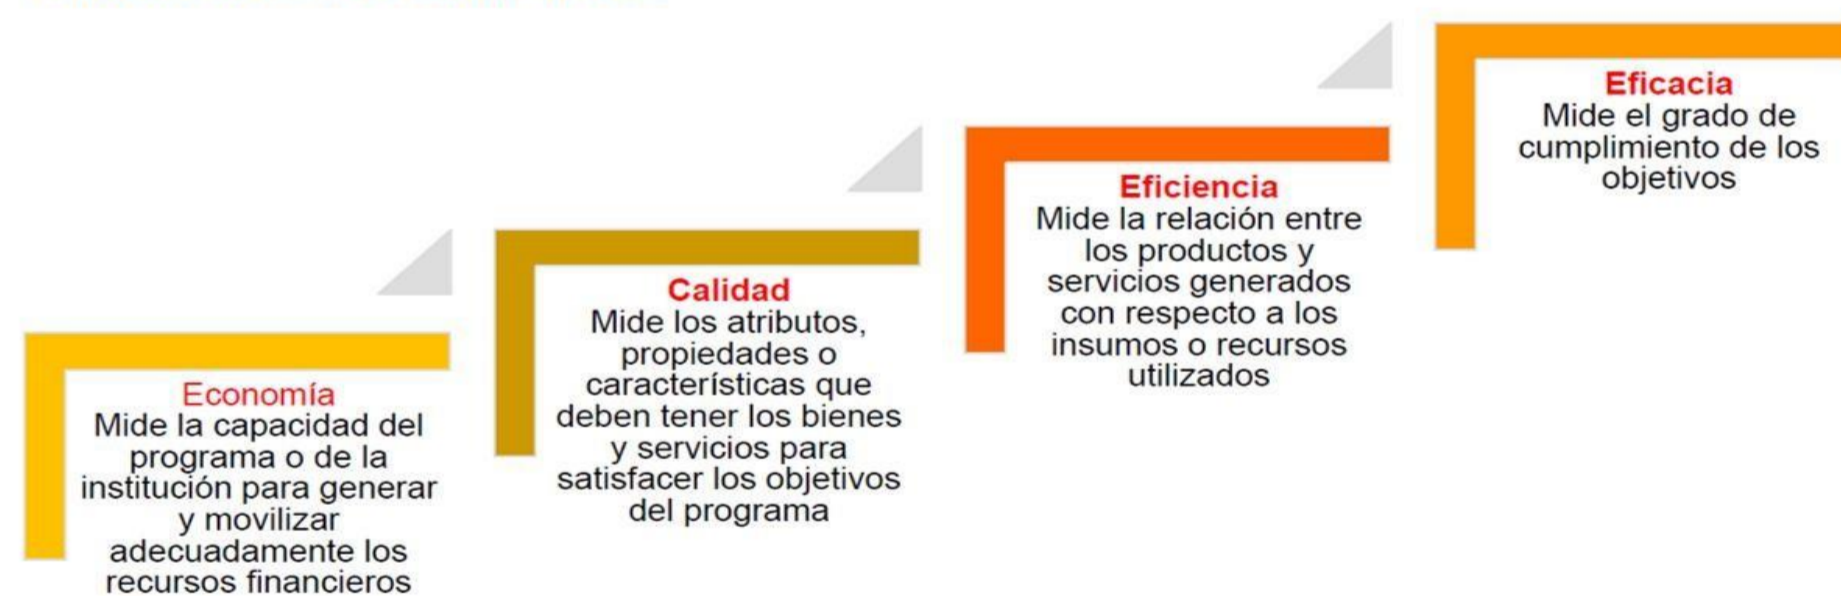 Economía
Mide la capacidad del
programa o de la
institución para generar
y movilizar
adecuadamente los
recursos financieros
Calidad
Mide los atributos,
propiedades o
características que
deben tener los bienes
y servicios para
satisfacer los objetivos
del programa
Eficiencia
Mide la relación entre
los productos y
servicios generados
con respecto a los
insumos o recursos
utilizados
Eficacia
Mide el grado de
cumplimiento de los
objetivos